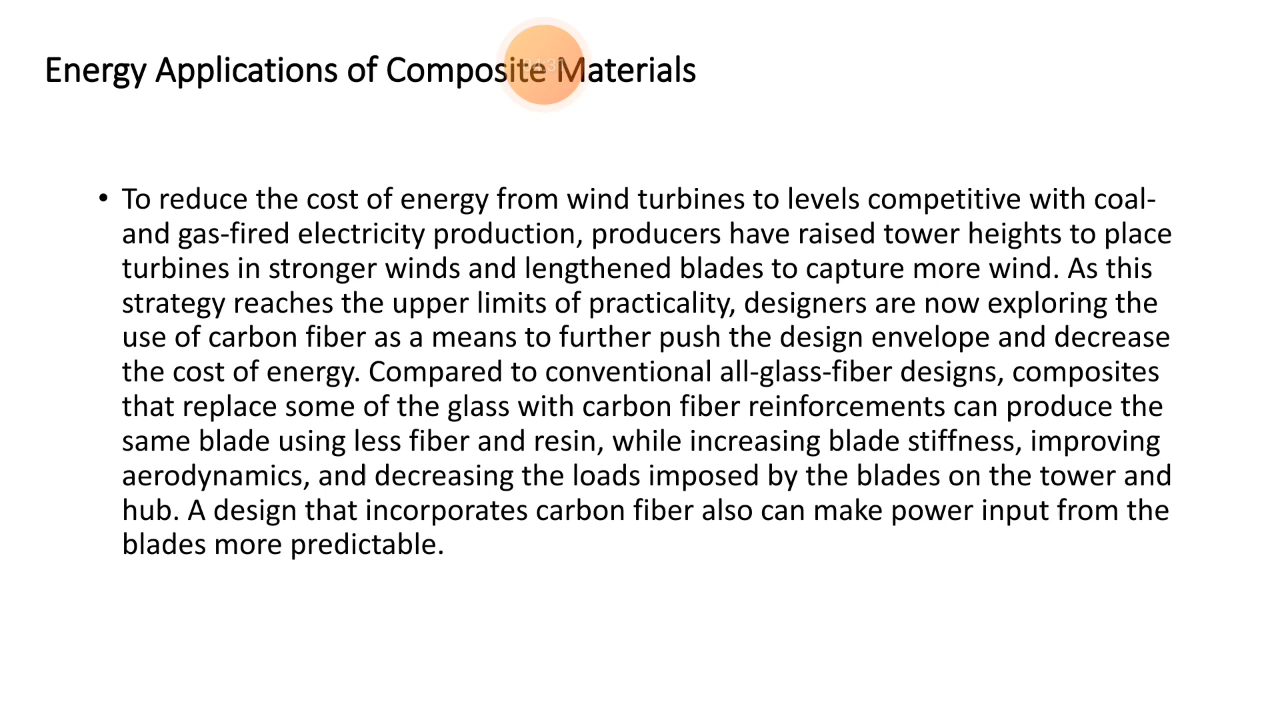 Energy Applications of Composite Materials
• To reduce the cost of energy from wind turbines to levels competitive with coal-
and gas-fired electricity production, producers have raised tower heights to place
turbines in stronger winds and lengthened blades to capture more wind. As this
strategy reaches the upper limits of practicality, designers are now exploring the
use of carbon fiber as a means to further push the design envelope and decrease
the cost of energy. Compared to conventional all-glass-fiber designs, composites
that replace some of the glass with carbon fiber reinforcements can produce the
same blade using less fiber and resin, while increasing blade stiffness, improving
aerodynamics, and decreasing the loads imposed by the blades on the tower and
hub. A design that incorporates carbon fiber also can make power input from the
blades more predictable.